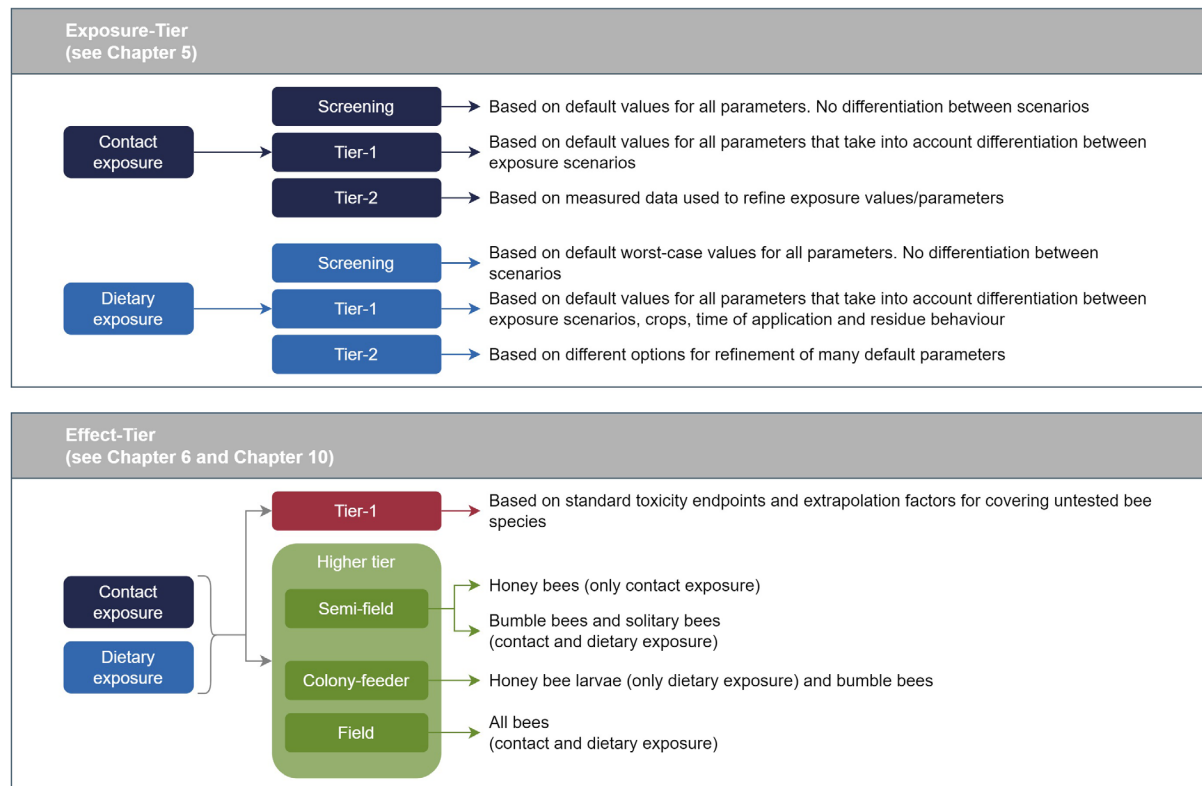 Exposure-Tier
(see Chapter 5)
Screening
Based on default values for all parameters. No differentiation between scenarios
Contact
exposure
Tier-1
Based on default values for all parameters that take into account differentiation between
exposure scenarios
Tier-2
Based on measured data used to refine exposure values/parameters
Screening
Based on default worst-case values for all parameters. No differentiation between
scenarios
Dietary
exposure
Tier-1
Based on default values for all parameters that take into account differentiation between
exposure scenarios, crops, time of application and residue behaviour
Tier-2
Based on different options for refinement of many default parameters
Effect-Tier
(see Chapter 6 and Chapter 10)
Tier-1
Based on standard toxicity endpoints and extrapolation factors for covering untested bee
species
Contact
exposure
Dietary
exposure
Higher tier
Semi-field
Honey bees (only contact exposure)
Bumble bees and solitary bees
(contact and dietary exposure)
Colony-feeder
Honey bee larvae (only dietary exposure) and bumble bees
Field
All bees
(contact and dietary exposure)